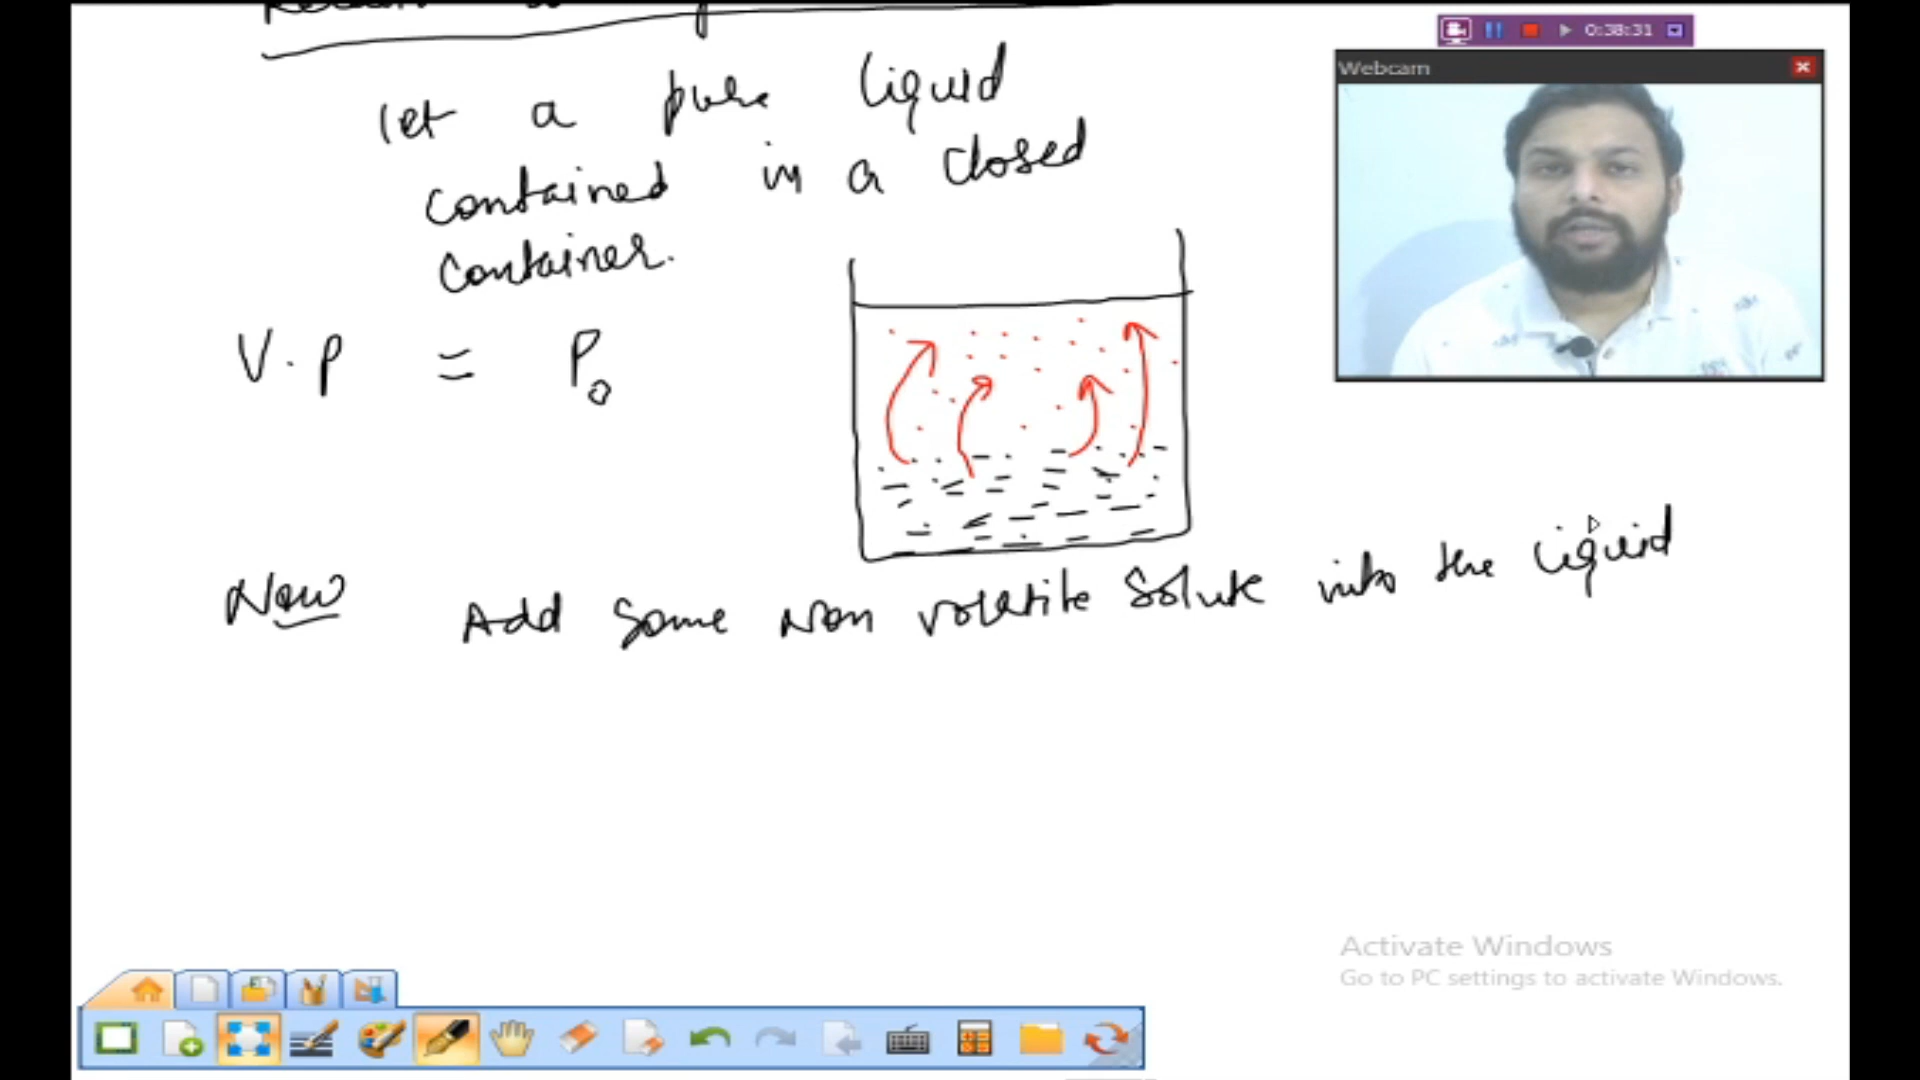 0:38:31
Webcam
let a pure liquid
contained in a closed
container.
V.P = P₀
Now Add some non volatile solute into the liquid
Activate Windows
Go to PC settings to activate Windows.